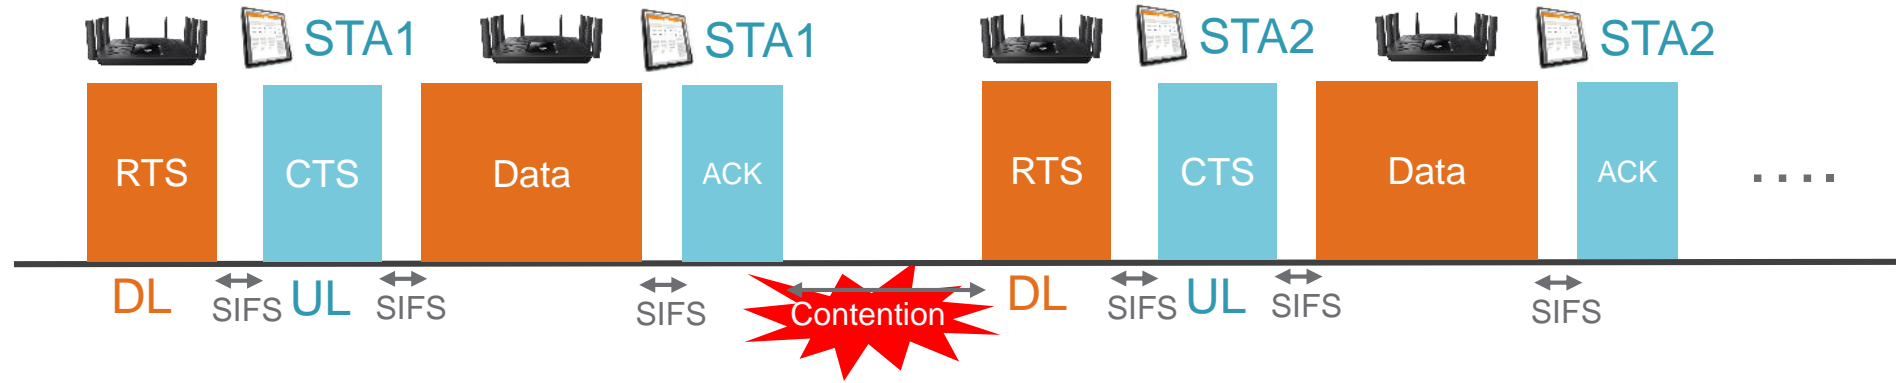 STA1
STA1
STA2
STA2
RTS
CTS
Data
ACK
RTS
CTS
Data
ACK
....
DL
SIFS
UL
SIFS
SIFS
Contention
DL
SIFS
UL
SIFS
SIFS